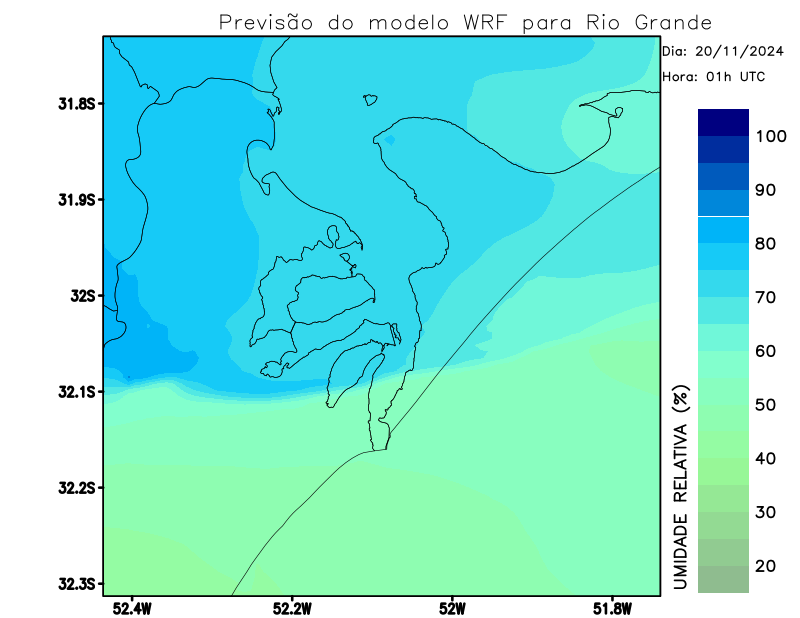 Previsão do modelo WRF para Rio Grande
Dia: 20/11/2024
Hora: 01h UTC
31.8S
31.9S
32S
32.1S
32.2S
32.3S
52.4W
52.2W
52W
51.8W
100
90
80
70
60
50
40
30
20
UMIDADE RELATIVA (%)